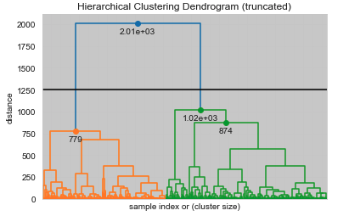 Hierarchical Clustering Dendrogram (truncated)
2000
1750
1500
1250
1000
750
500
250
0
distance
2.01e+03
1.02e+03
779
874
sample index or (cluster size)